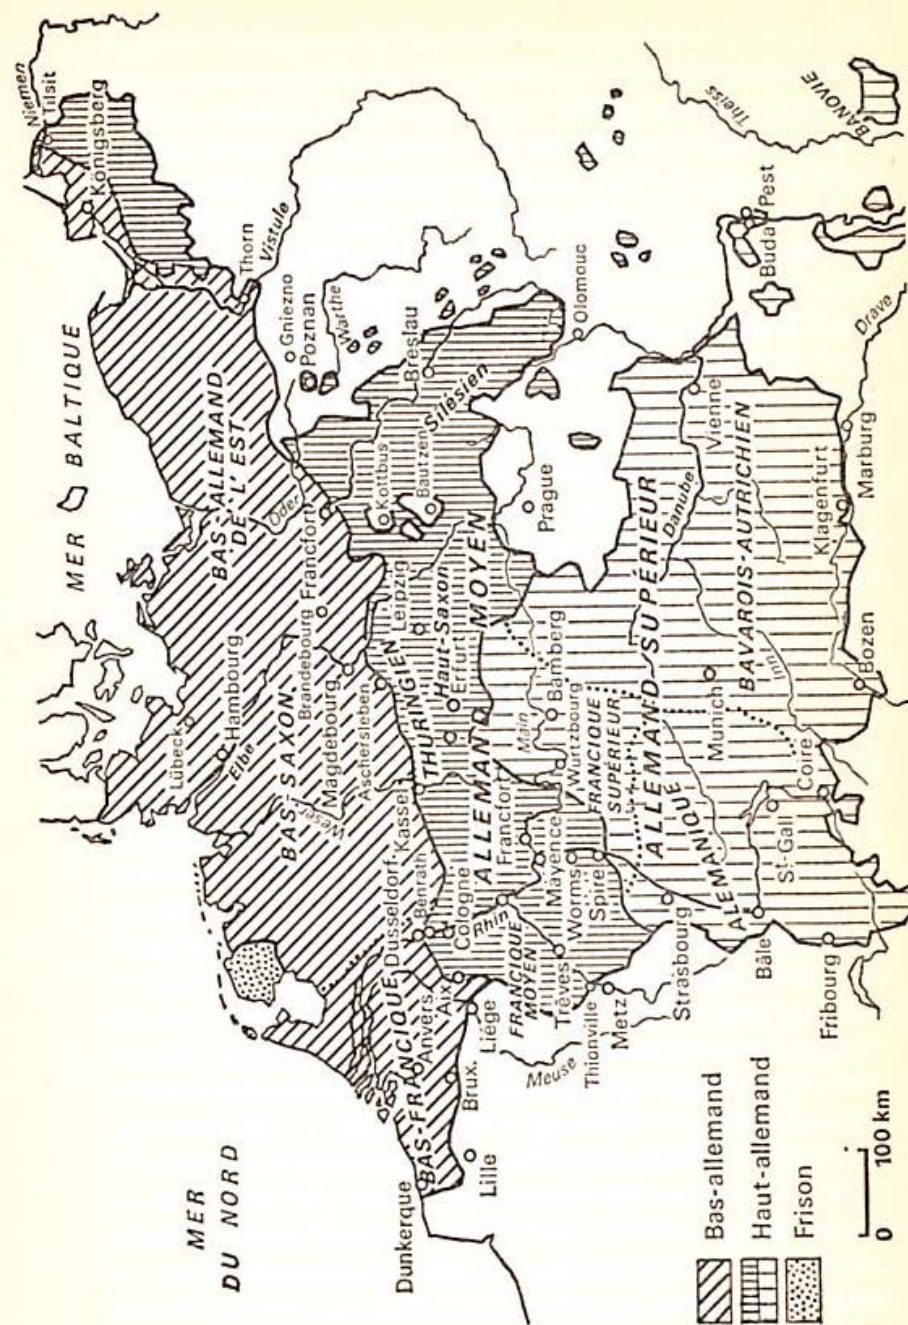 MER BALTIQUE
MER
DU NORD
Niemen
Tilsit
Königsberg
Thorn
Vistule
Gniezno
Poznan
Warthe
BAS-ALLEMAND
DE L'EST
Oder
Lübeck
Hambourg
Elbe
BAS-SAXON
Brandebourg
Francfort
Magdebourg
Weser
Aschersleben
Kassel
Kottbus
Bautzen
Breslau
Silésien
Olomouc
Prague
Leipzig
THURINGIEN
Haut-Saxon
Erfurt
ALLEMAND MOYEN
Dunkerque
BAS-FRANCIQUE
Anvers
Brux.
Lille
Liège
Aix
Düsseldorf
Benrath
Cologne
Rhin
FRANCIQUE
MOYEN
Meuse
Trèves
Thionville
Metz
Francfort
Mayence
Worms
Spire
Main
Bamberg
Wurtzbourg
FRANCIQUE
SUPÉRIEUR
ALLEMAND SUPÉRIEUR
Strasbourg
ALEMANIQUE
Bâle
Fribourg
St-Gall
Coire
Munich
Inn
BAVAROIS-AUTRICHIEN
Danube
Vienne
Klagenfurt
Marburg
Bozen
Drave
Buda
Pest
Theiss
BANOVIE
Bas-allemand
Haut-allemand
Frison
0 100 km